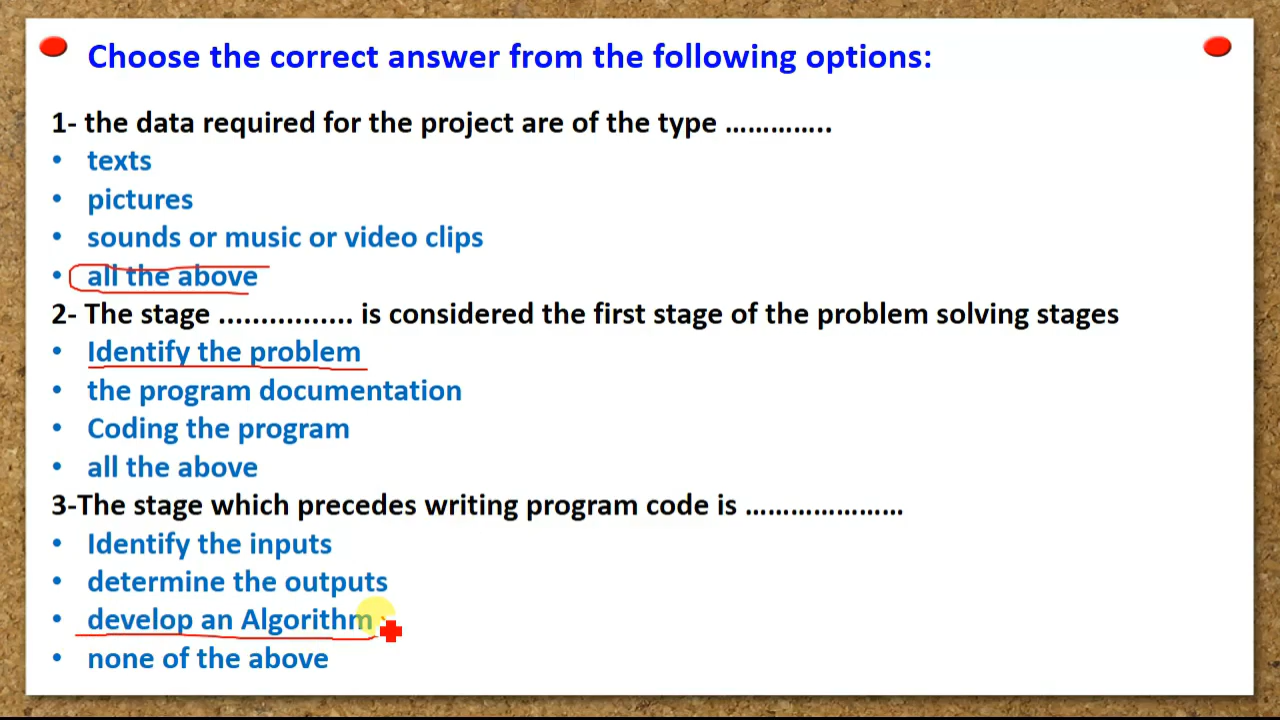 Choose the correct answer from the following options:
1- the data required for the project are of the type …………..
• texts
• pictures
• sounds or music or video clips
• all the above
2- The stage ................ is considered the first stage of the problem solving stages
• Identify the problem
• the program documentation
• Coding the program
• all the above
3-The stage which precedes writing program code is …………………
• Identify the inputs
• determine the outputs
• develop an Algorithm
• none of the above